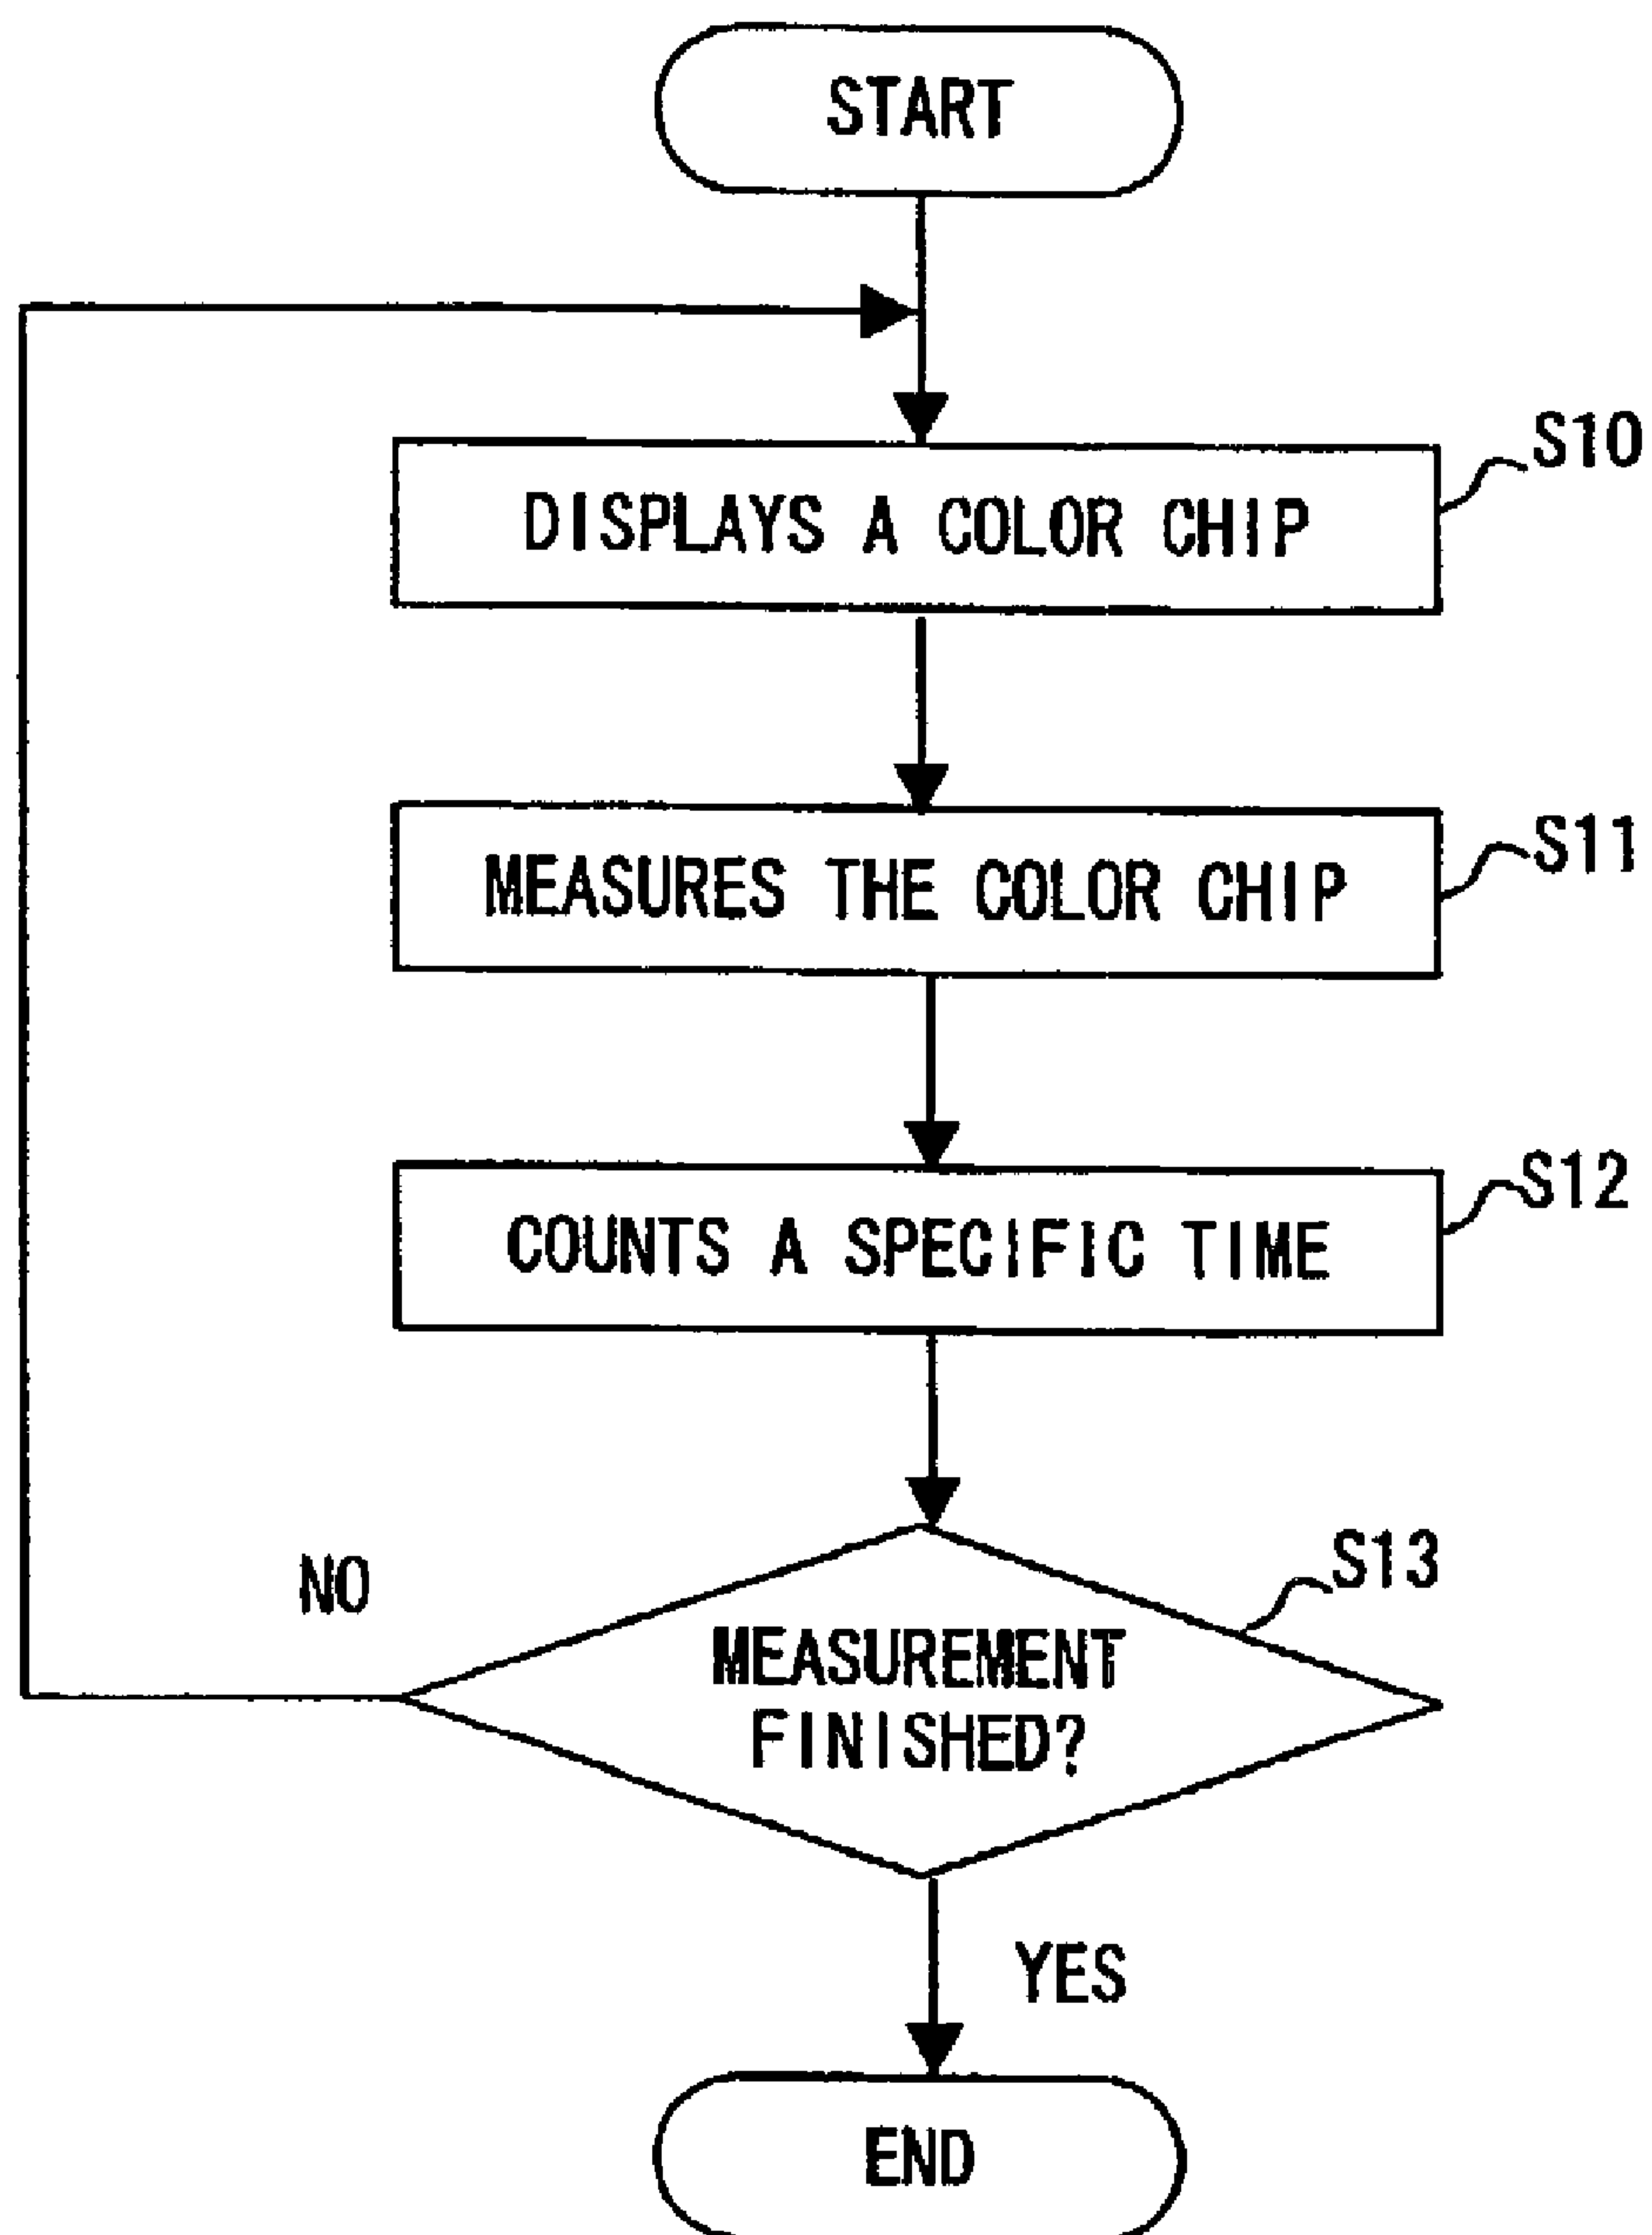 START
S10
DISPLAYS A COLOR CHIP
S11
MEASURES THE COLOR CHIP
S12
COUNTS A SPECIFIC TIME
S13
NO
MEASUREMENT
FINISHED?
YES
END